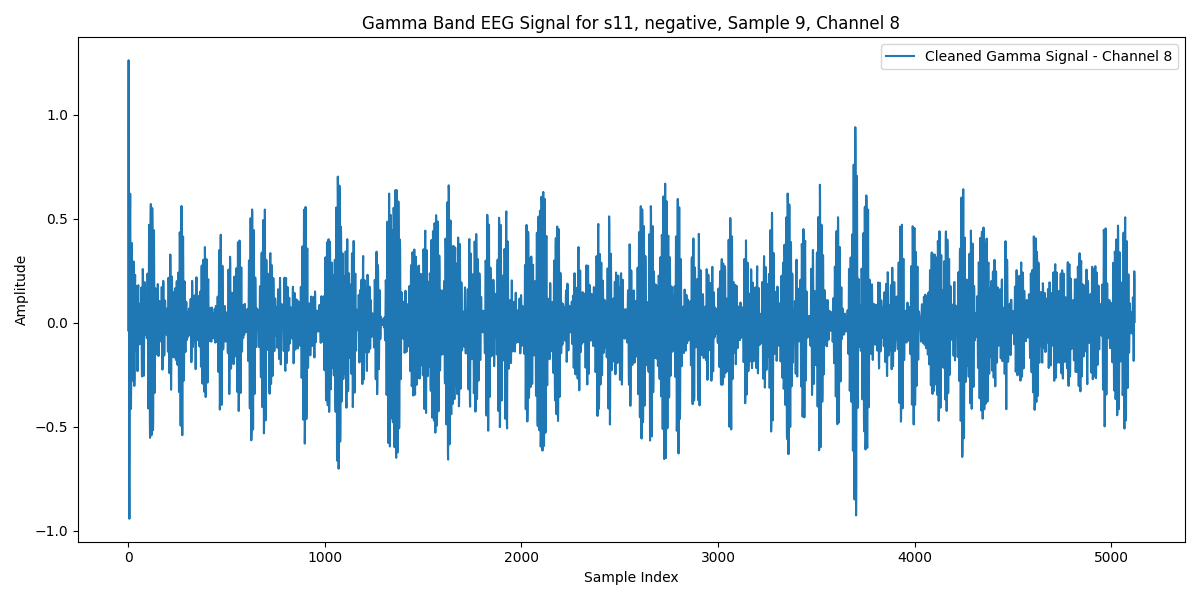 Gamma Band EEG Signal for s11, negative, Sample 9, Channel 8
Cleaned Gamma Signal - Channel 8
1.0
0.5
0.0
−0.5
−1.0
Amplitude
0 1000 2000 3000 4000 5000
Sample Index